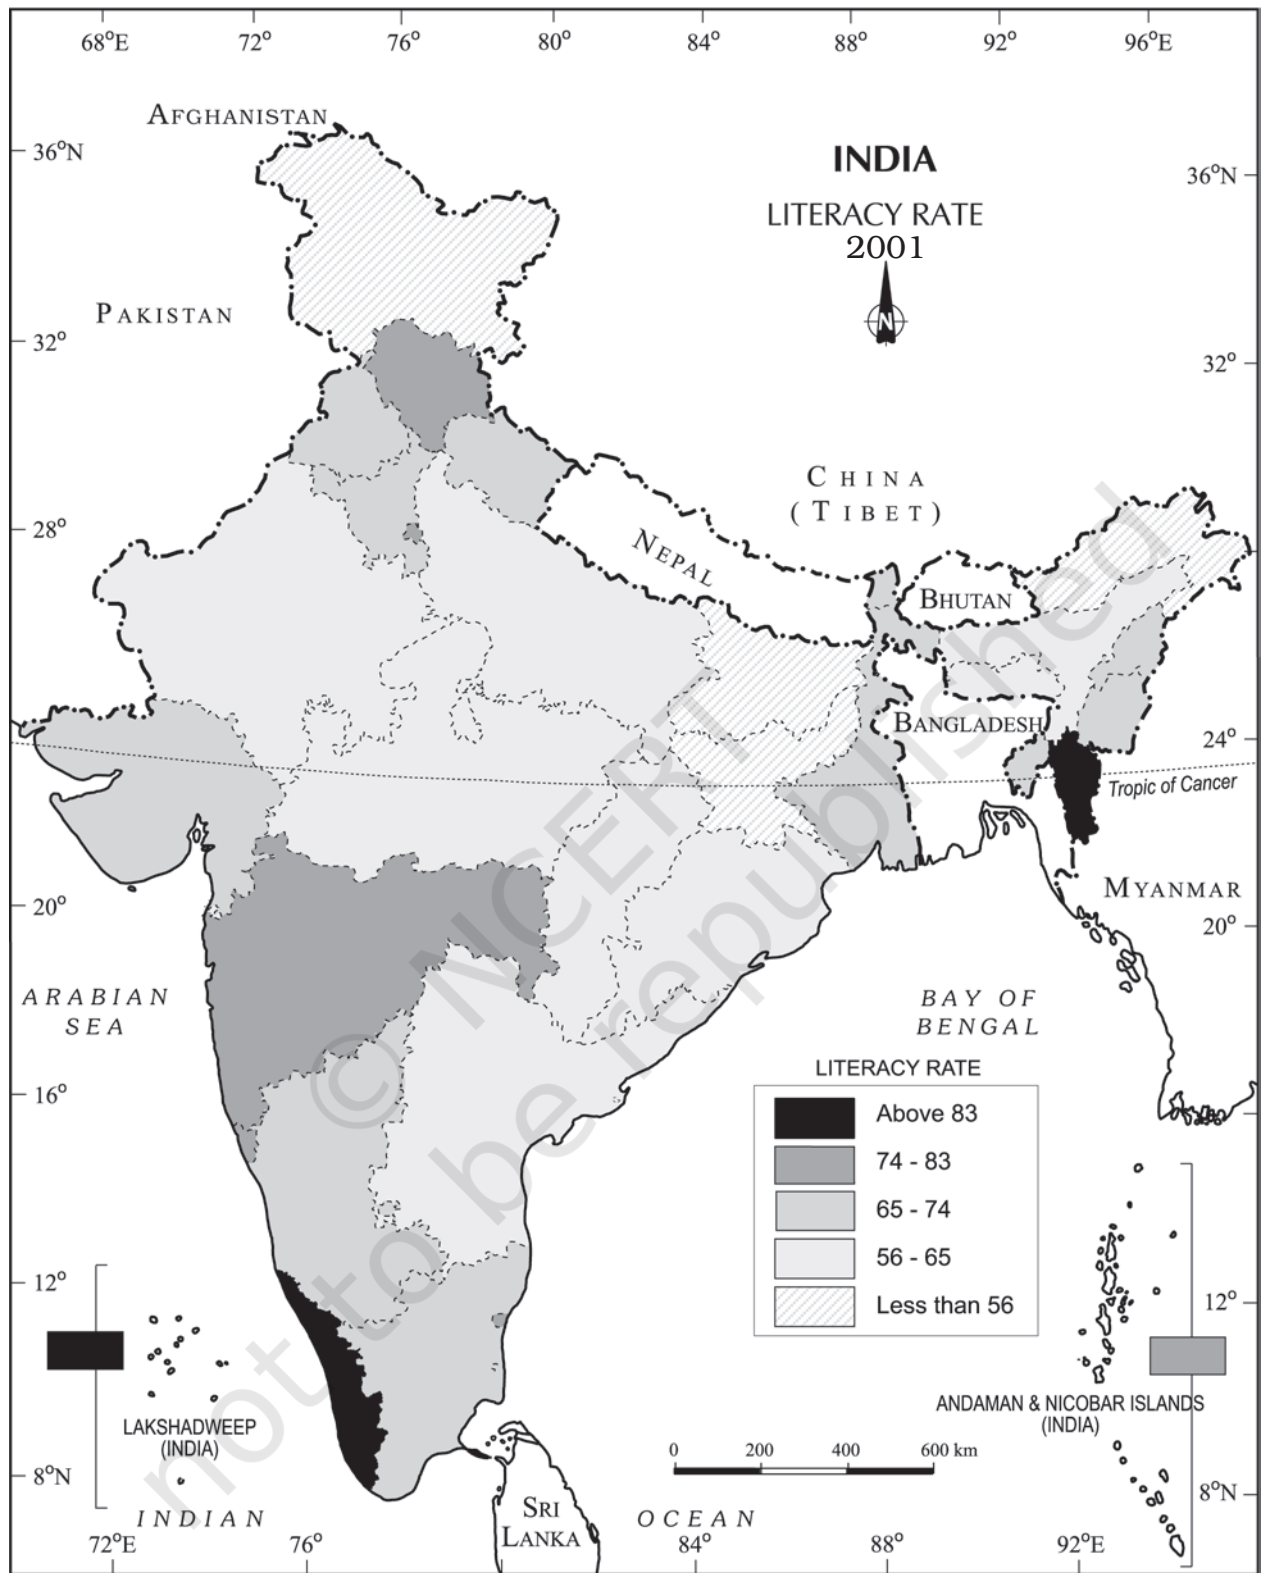 68°E 72° 76° 80° 84° 88° 92° 96°E
AFGHANISTAN
36°N
INDIA
36°N
LITERACY RATE
2001
N
PAKISTAN
32°
32°
CHINA
(TIBET)
28°
NEPAL
BHUTAN
BANGLADESH
24°
Tropic of Cancer
MYANMAR
20°
20°
ARABIAN
SEA
BAY OF
BENGAL
LITERACY RATE
16°
Above 83
74 - 83
65 - 74
56 - 65
Less than 56
12°
12°
LAKSHADWEEP
(INDIA)
ANDAMAN & NICOBAR ISLANDS
(INDIA)
0 200 400 600 km
8°N
8°N
INDIAN
OCEAN
SRI
LANKA
72°E 76° 84° 88° 92°E
© NCERT
not to be republished